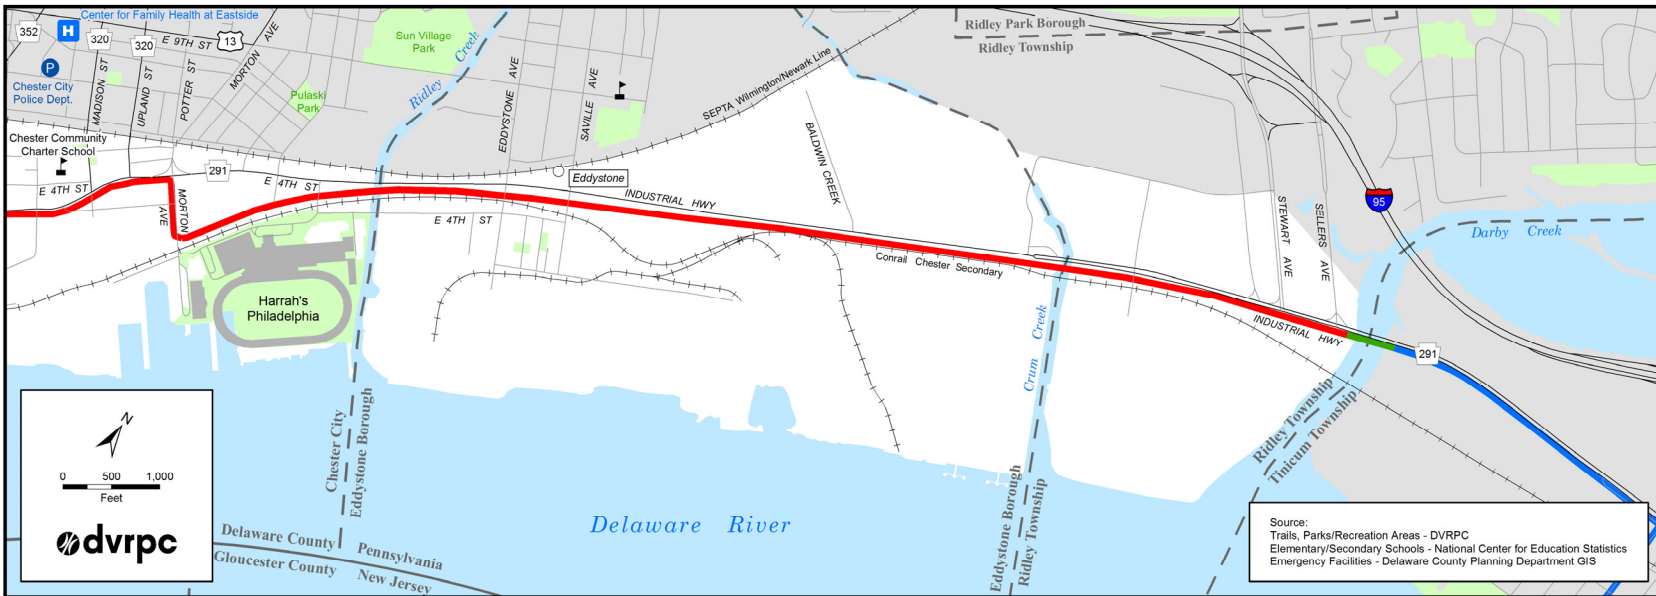 Center for Family Health at Eastside
352
H
320
320
E 9TH ST
13
MORTON AVE
P
Chester City
Police Dept.
MADISON ST
UPLAND ST
POTTER ST
Pulaski
Park
Sun Village
Park
Ridley Creek
EDDYSTONE AVE
SAVILLE AVE
SEPTA Wilmington/Newark Line
Ridley Park Borough
Ridley Township
Chester Community
Charter School
E 4TH ST
291
E 4TH ST
MORTON
AVE
Eddystone
INDUSTRIAL HWY
E 4TH ST
BALDWIN CREEK
Conrail Chester Secondary
STEWART AVE
SELLERS AVE
95
Darby Creek
Harrah's
Philadelphia
Crum Creek
INDUSTRIAL HWY
291
Chester City
Eddystone Borough
Ridley Township
Tinicum Township
Eddystone Borough
Ridley Township
Delaware River
Delaware County Pennsylvania
Gloucester County New Jersey
N
0 500 1,000
Feet
dvrpc
Source:
Trails, Parks/Recreation Areas - DVRPC
Elementary/Secondary Schools - National Center for Education Statistics
Emergency Facilities - Delaware County Planning Department GIS